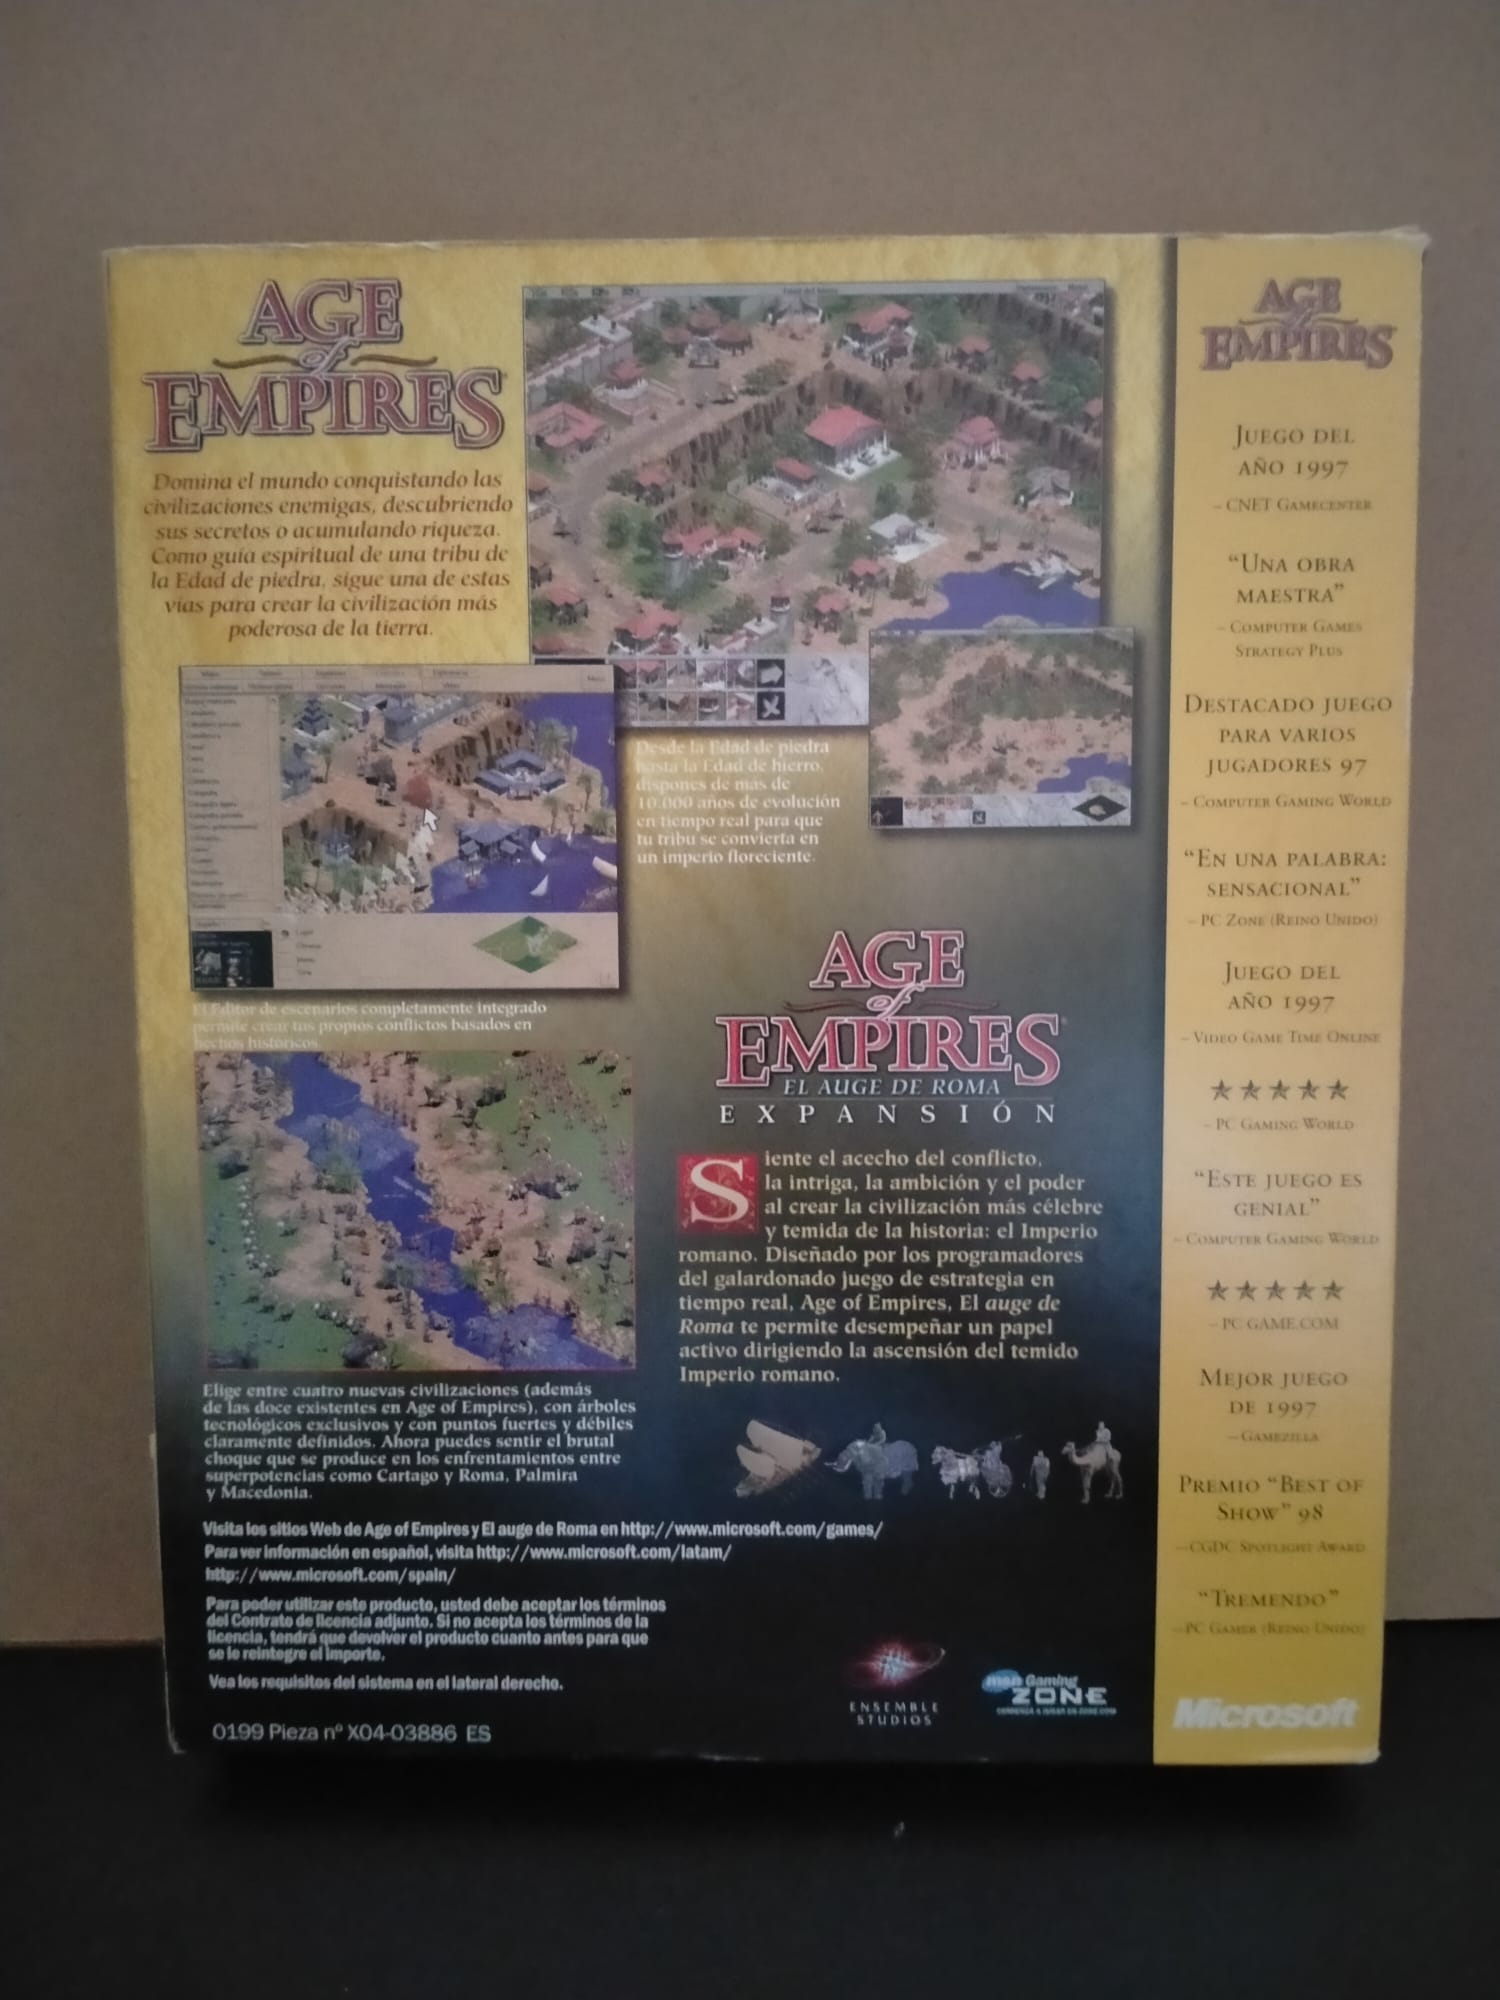 AGE
of
EMPIRES
Domina el mundo conquistando las
civilizaciones enemigas, descubriendo
sus secretos o acumulando riqueza.
Como guía espiritual de una tribu de
la Edad de piedra, sigue una de estas
vías para crear la civilización más
poderosa de la tierra.
Desde la Edad de piedra
hasta la Edad de hierro,
dispones de más de
10.000 años de evolución
en tiempo real para que
tu tribu se convierta en
un imperio floreciente.
El Editor de escenarios completamente integrado
permite crear tus propios conflictos basados en
hechos históricos.
AGE
of
EMPIRES
EL AUGE DE ROMA
EXPANSIÓN
Siente el acecho del conflicto,
la intriga, la ambición y el poder
al crear la civilización más célebre
y temida de la historia: el Imperio
romano. Diseñado por los programadores
del galardonado juego de estrategia en
tiempo real, Age of Empires, El auge de
Roma te permite desempeñar un papel
activo dirigiendo la ascensión del temido
Imperio romano.
Elige entre cuatro nuevas civilizaciones (además
de las doce existentes en Age of Empires), con árboles
tecnológicos exclusivos y con puntos fuertes y débiles
claramente definidos. Ahora puedes sentir el brutal
choque que se produce en los enfrentamientos entre
superpotencias como Cartago y Roma, Palmira
y Macedonia.
Visita los sitios Web de Age of Empires y El auge de Roma en http://www.microsoft.com/games/
Para ver información en español, visita http://www.microsoft.com/latam/
http://www.microsoft.com/spain/
Para poder utilizar este producto, usted debe aceptar los términos
del Contrato de licencia adjunto. Si no acepta los términos de la
licencia, tendrá que devolver el producto cuanto antes para que
se le reintegre el importe.
Vea los requisitos del sistema en el lateral derecho.
0199 Pieza nº X04-03886 ES
ENSEMBLE
STUDIOS
msn Gaming
ZONE
AGE
of
EMPIRES
JUEGO DEL
AÑO 1997
– CNET GAMECENTER
“UNA OBRA
MAESTRA”
– COMPUTER GAMES
STRATEGY PLUS
DESTACADO JUEGO
PARA VARIOS
JUGADORES 97
– COMPUTER GAMING WORLD
“EN UNA PALABRA:
SENSACIONAL”
– PC ZONE (REINO UNIDO)
JUEGO DEL
AÑO 1997
– VIDEO GAME TIME ONLINE
★★★★★
– PC GAMING WORLD
“ESTE JUEGO ES
GENIAL”
– COMPUTER GAMING WORLD
★★★★★
– PC GAME.COM
MEJOR JUEGO
DE 1997
– GAMEZILLA
PREMIO “BEST OF
SHOW” 98
– CGDC SPOTLIGHT AWARD
“TREMENDO”
– PC GAMER (REINO UNIDO)
Microsoft